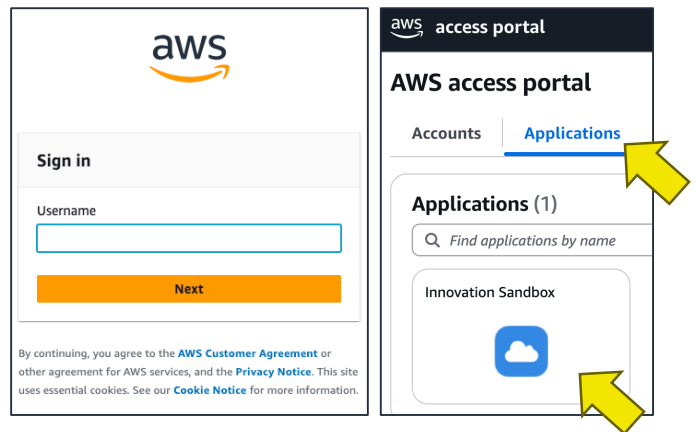 aws
Sign in
Username
Next
By continuing, you agree to the AWS Customer Agreement or
other agreement for AWS services, and the Privacy Notice. This site
uses essential cookies. See our Cookie Notice for more information.
aws access portal
AWS access portal
Accounts Applications
Applications (1)
Find applications by name
Innovation Sandbox